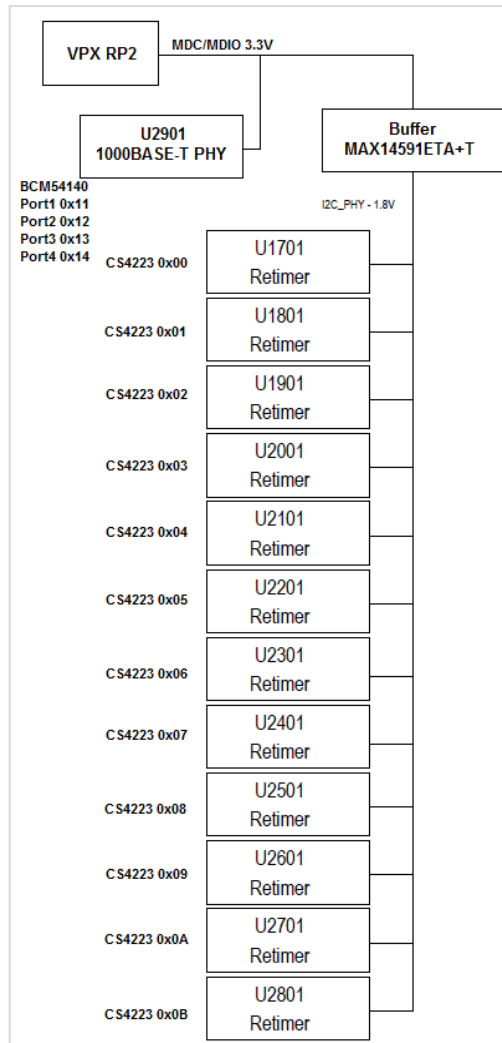 VPX RP2
MDC/MDIO 3.3V
U2901
1000BASE-T PHY
Buffer
MAX14591ETA+T
BCM54140
Port1 0x11
Port2 0x12
Port3 0x13
Port4 0x14
I2C_PHY - 1.8V
CS4223 0x00
U1701
Retimer
CS4223 0x01
U1801
Retimer
CS4223 0x02
U1901
Retimer
CS4223 0x03
U2001
Retimer
CS4223 0x04
U2101
Retimer
CS4223 0x05
U2201
Retimer
CS4223 0x06
U2301
Retimer
CS4223 0x07
U2401
Retimer
CS4223 0x08
U2501
Retimer
CS4223 0x09
U2601
Retimer
CS4223 0x0A
U2701
Retimer
CS4223 0x0B
U2801
Retimer